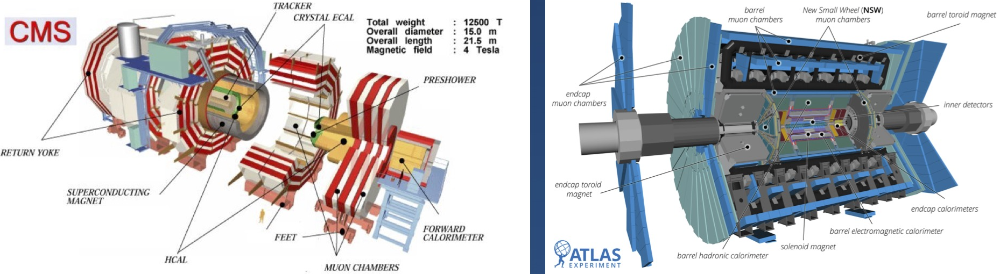 CMS
TRACKER
CRYSTAL ECAL
Total weight : 12500 T
Overall diameter : 15.0 m
Overall length : 21.5 m
Magnetic field : 4 Tesla
PRESHOWER
RETURN YOKE
SUPERCONDUCTING
MAGNET
HCAL
FEET
MUON CHAMBERS
FORWARD
CALORIMETER
barrel
muon chambers
New Small Wheel (NSW)
muon chambers
barrel toroid magnet
endcap
muon chambers
inner detectors
endcap toroid
magnet
endcap calorimeters
barrel electromagnetic calorimeter
solenoid magnet
barrel hadronic calorimeter
ATLAS
EXPERIMENT